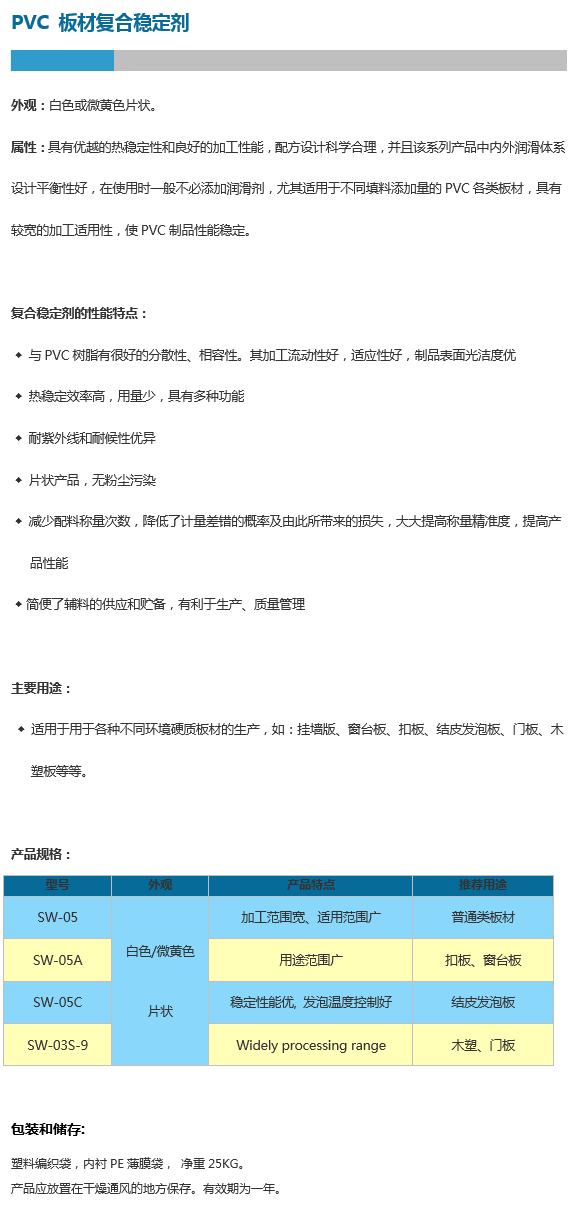 PVC 板材复合稳定剂
外观：白色或微黄色片状。
属性：具有优越的热稳定性和良好的加工性能，配方设计科学合理，并且该系列产品中内外润滑体系
设计平衡性好，在使用时一般不必添加润滑剂，尤其适用于不同填料添加量的 PVC 各类板材，具有
较宽的加工适用性，使 PVC 制品性能稳定。
复合稳定剂的性能特点：
◆ 与 PVC 树脂有很好的分散性、相容性。其加工流动性好，适应性好，制品表面光洁度优
◆ 热稳定效率高，用量少，具有多种功能
◆ 耐紫外线和耐候性优异
◆ 片状产品，无粉尘污染
◆ 减少配料称量次数，降低了计量差错的概率及由此所带来的损失，大大提高称量精准度，提高产
品性能
◆ 简便了辅料的供应和贮备，有利于生产、质量管理
主要用途：
◆ 适用于用于各种不同环境硬质板材的生产，如：挂墙版、窗台板、扣板、结皮发泡板、门板、木
塑板等等。
产品规格：
型号 外观 产品特点 推荐用途
SW-05 加工范围宽、适用范围广 普通类板材
白色/微黄色
SW-05A 用途范围广 扣板、窗台板
SW-05C 稳定性能优, 发泡温度控制好 结皮发泡板
片状
SW-03S-9 Widely processing range 木塑、门板
包装和储存:
塑料编织袋，内衬 PE 薄膜袋， 净重 25KG。
产品应放置在干燥通风的地方保存。有效期为一年。